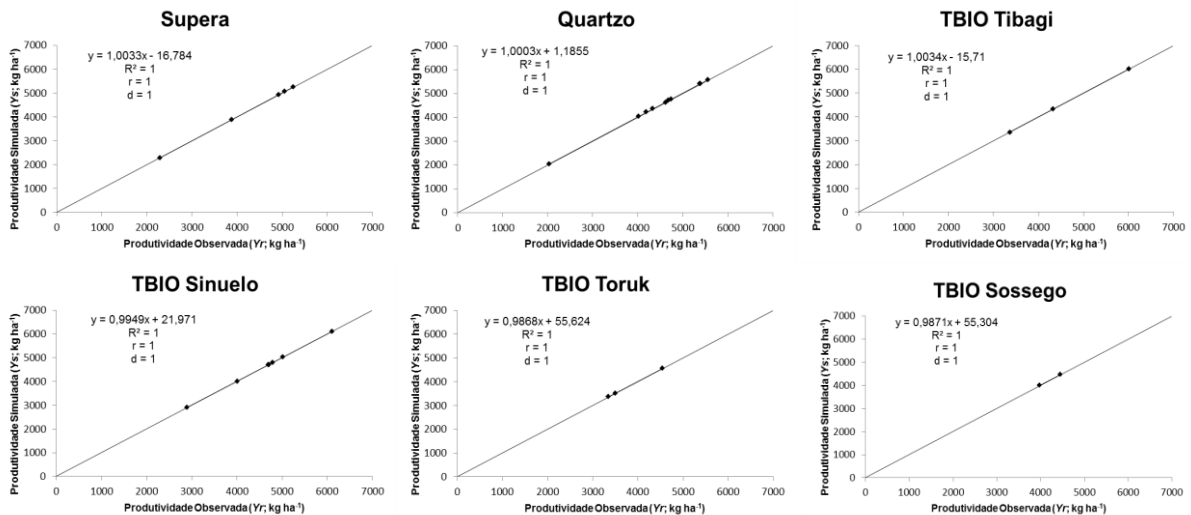 Supera
y = 1,0033x - 16,784
R² = 1
r = 1
d = 1
Produtividade Simulada (Ys; kg ha⁻¹)
7000
6000
5000
4000
3000
2000
1000
0
0 1000 2000 3000 4000 5000 6000 7000
Produtividade Observada (Yr; kg ha⁻¹)
Quartzo
y = 1,0003x + 1,1855
R² = 1
r = 1
d = 1
Produtividade Simulada (Ys; kg ha⁻¹)
7000
6000
5000
4000
3000
2000
1000
0
0 1000 2000 3000 4000 5000 6000 7000
Produtividade Observada (Yr; kg ha⁻¹)
TBIO Tibagi
y = 1,0034x - 15,71
R² = 1
r = 1
d = 1
Produtividade Simulada (Ys; kg ha⁻¹)
7000
6000
5000
4000
3000
2000
1000
0
0 1000 2000 3000 4000 5000 6000 7000
Produtividade Observada (Yr; kg ha⁻¹)
TBIO Sinuelo
y = 0,9949x + 21,971
R² = 1
r = 1
d = 1
Produtividade Simulada (Ys; kg ha⁻¹)
7000
6000
5000
4000
3000
2000
1000
0
0 1000 2000 3000 4000 5000 6000 7000
Produtividade Observada (Yr; kg ha⁻¹)
TBIO Toruk
y = 0,9868x + 55,624
R² = 1
r = 1
d = 1
Produtividade Simulada (Ys; kg ha⁻¹)
7000
6000
5000
4000
3000
2000
1000
0
0 1000 2000 3000 4000 5000 6000 7000
Produtividade Observada (Yr; kg ha⁻¹)
TBIO Sossego
y = 0,9871x + 55,304
R² = 1
r = 1
d = 1
Produtividade Simulada (Ys; kg ha⁻¹)
7000
6000
5000
4000
3000
2000
1000
0
0 1000 2000 3000 4000 5000 6000 7000
Produtividade Observada (Yr; kg ha⁻¹)